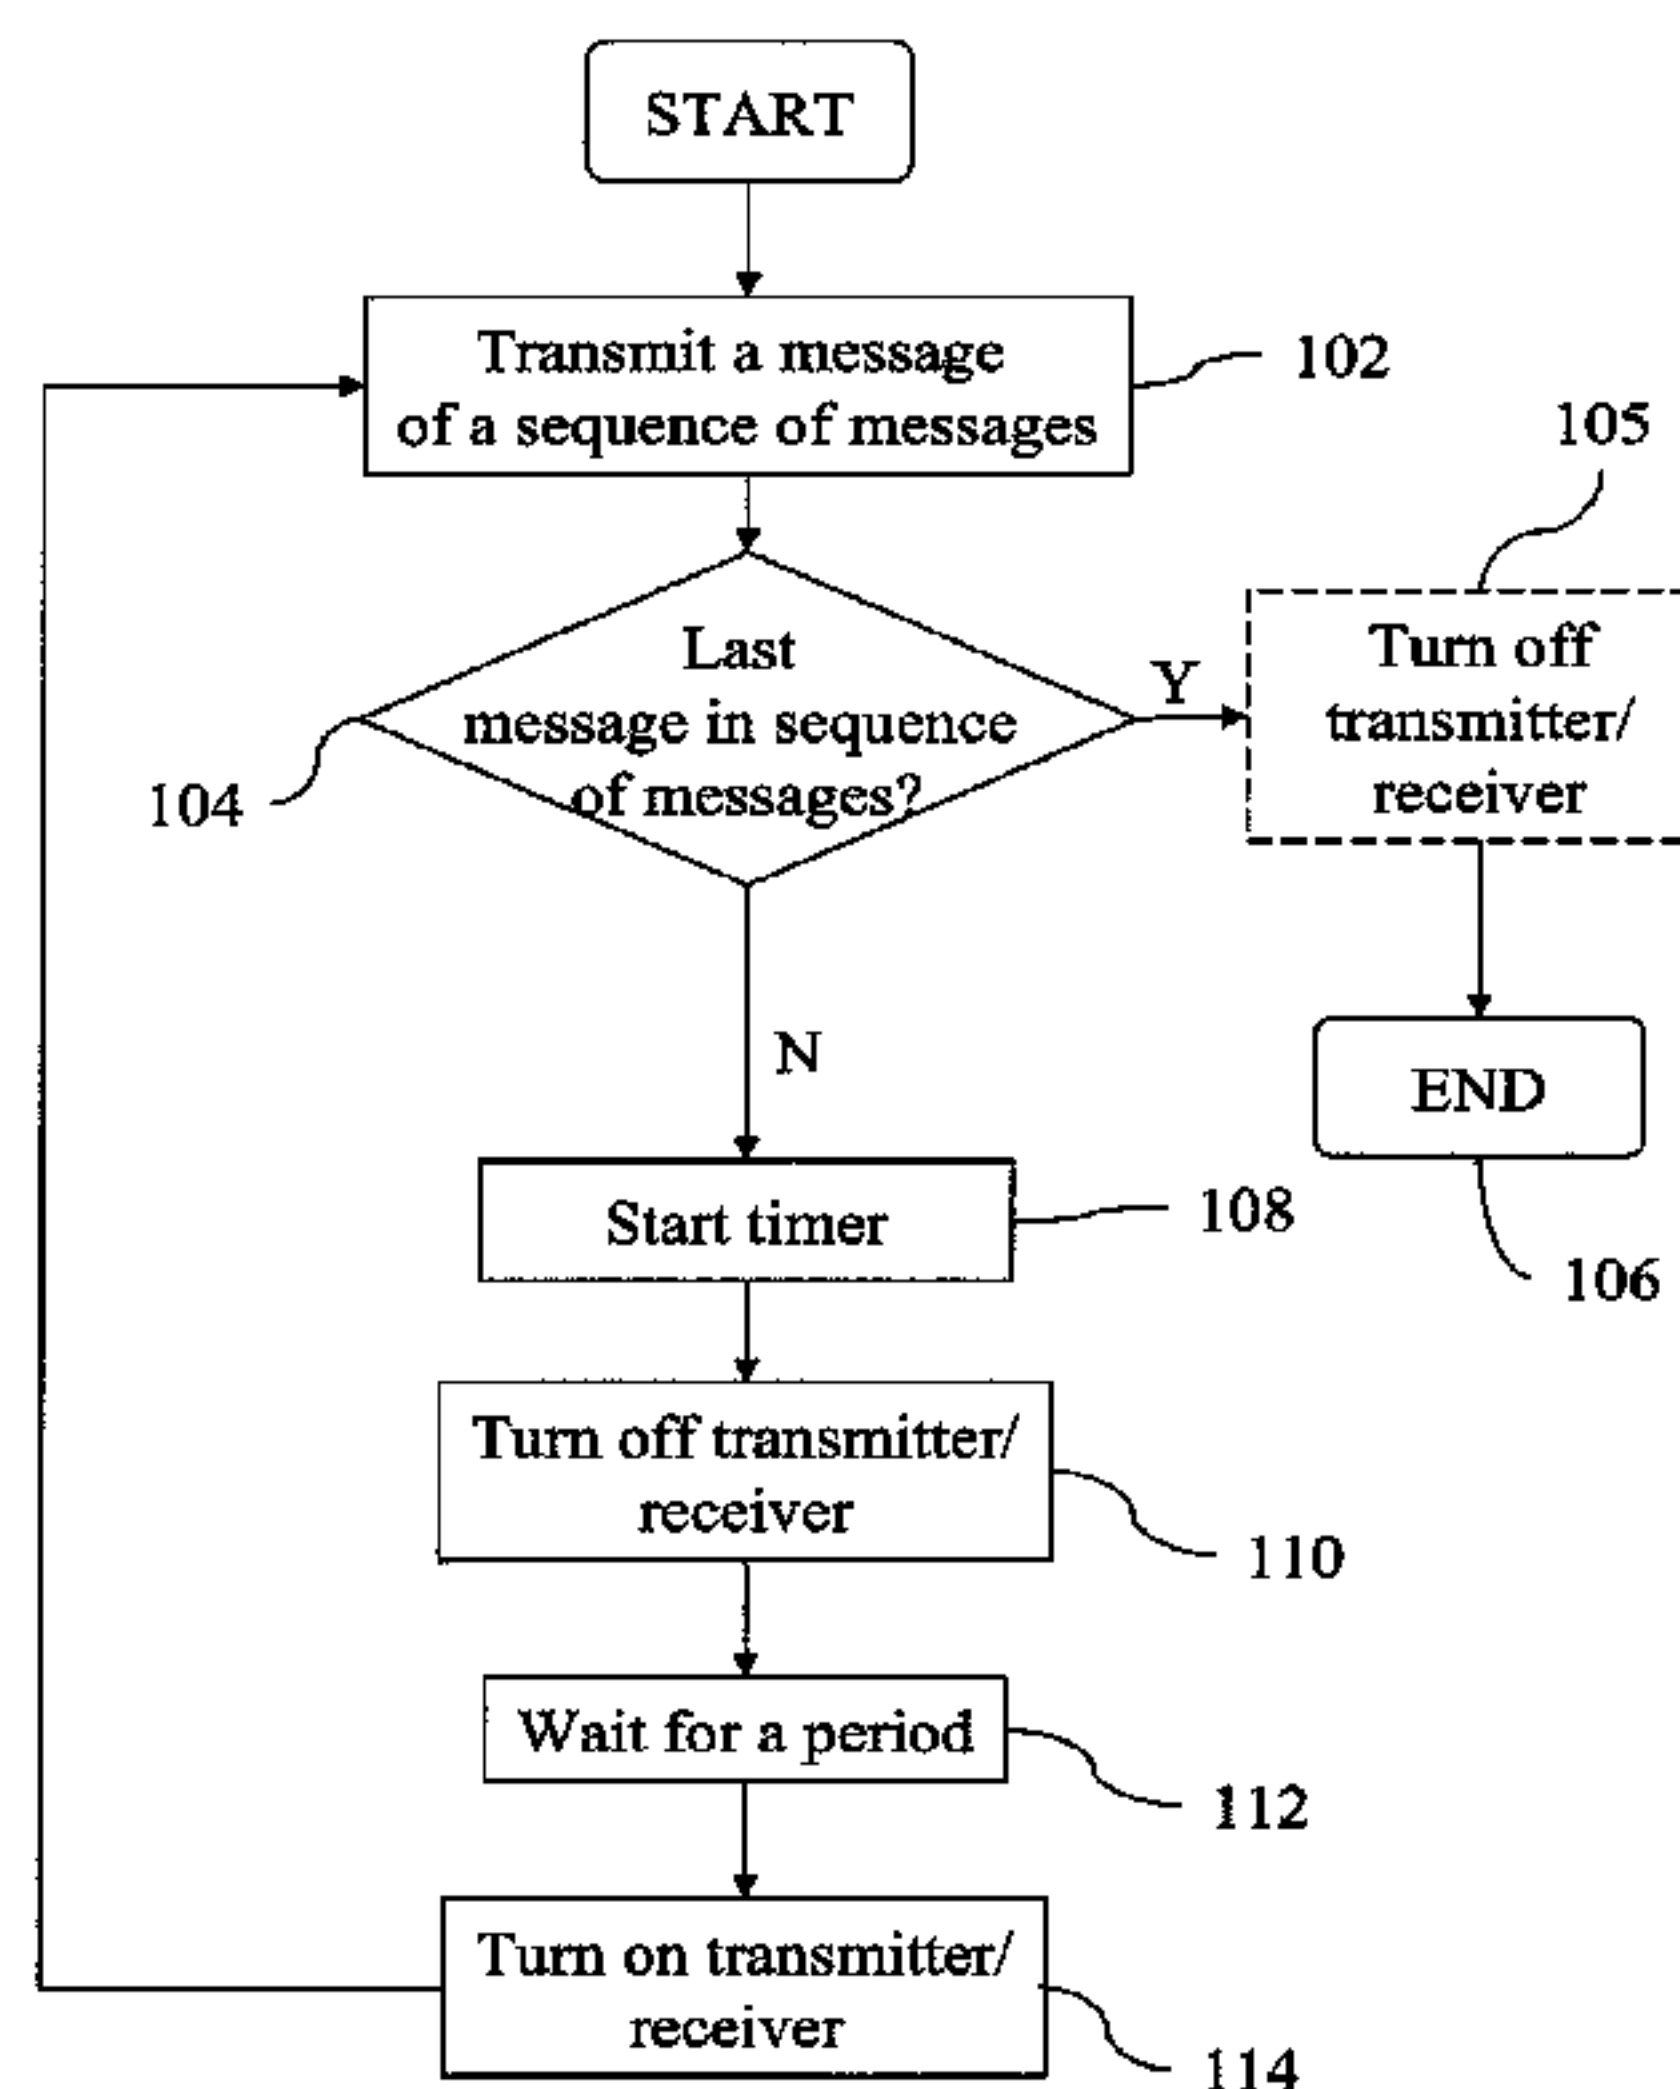 START
Transmit a message
of a sequence of messages
102
105
Last
message in sequence
of messages?
104
Y
Turn off
transmitter/
receiver
N
END
106
Start timer
108
Turn off transmitter/
receiver
110
Wait for a period
112
Turn on transmitter/
receiver
114